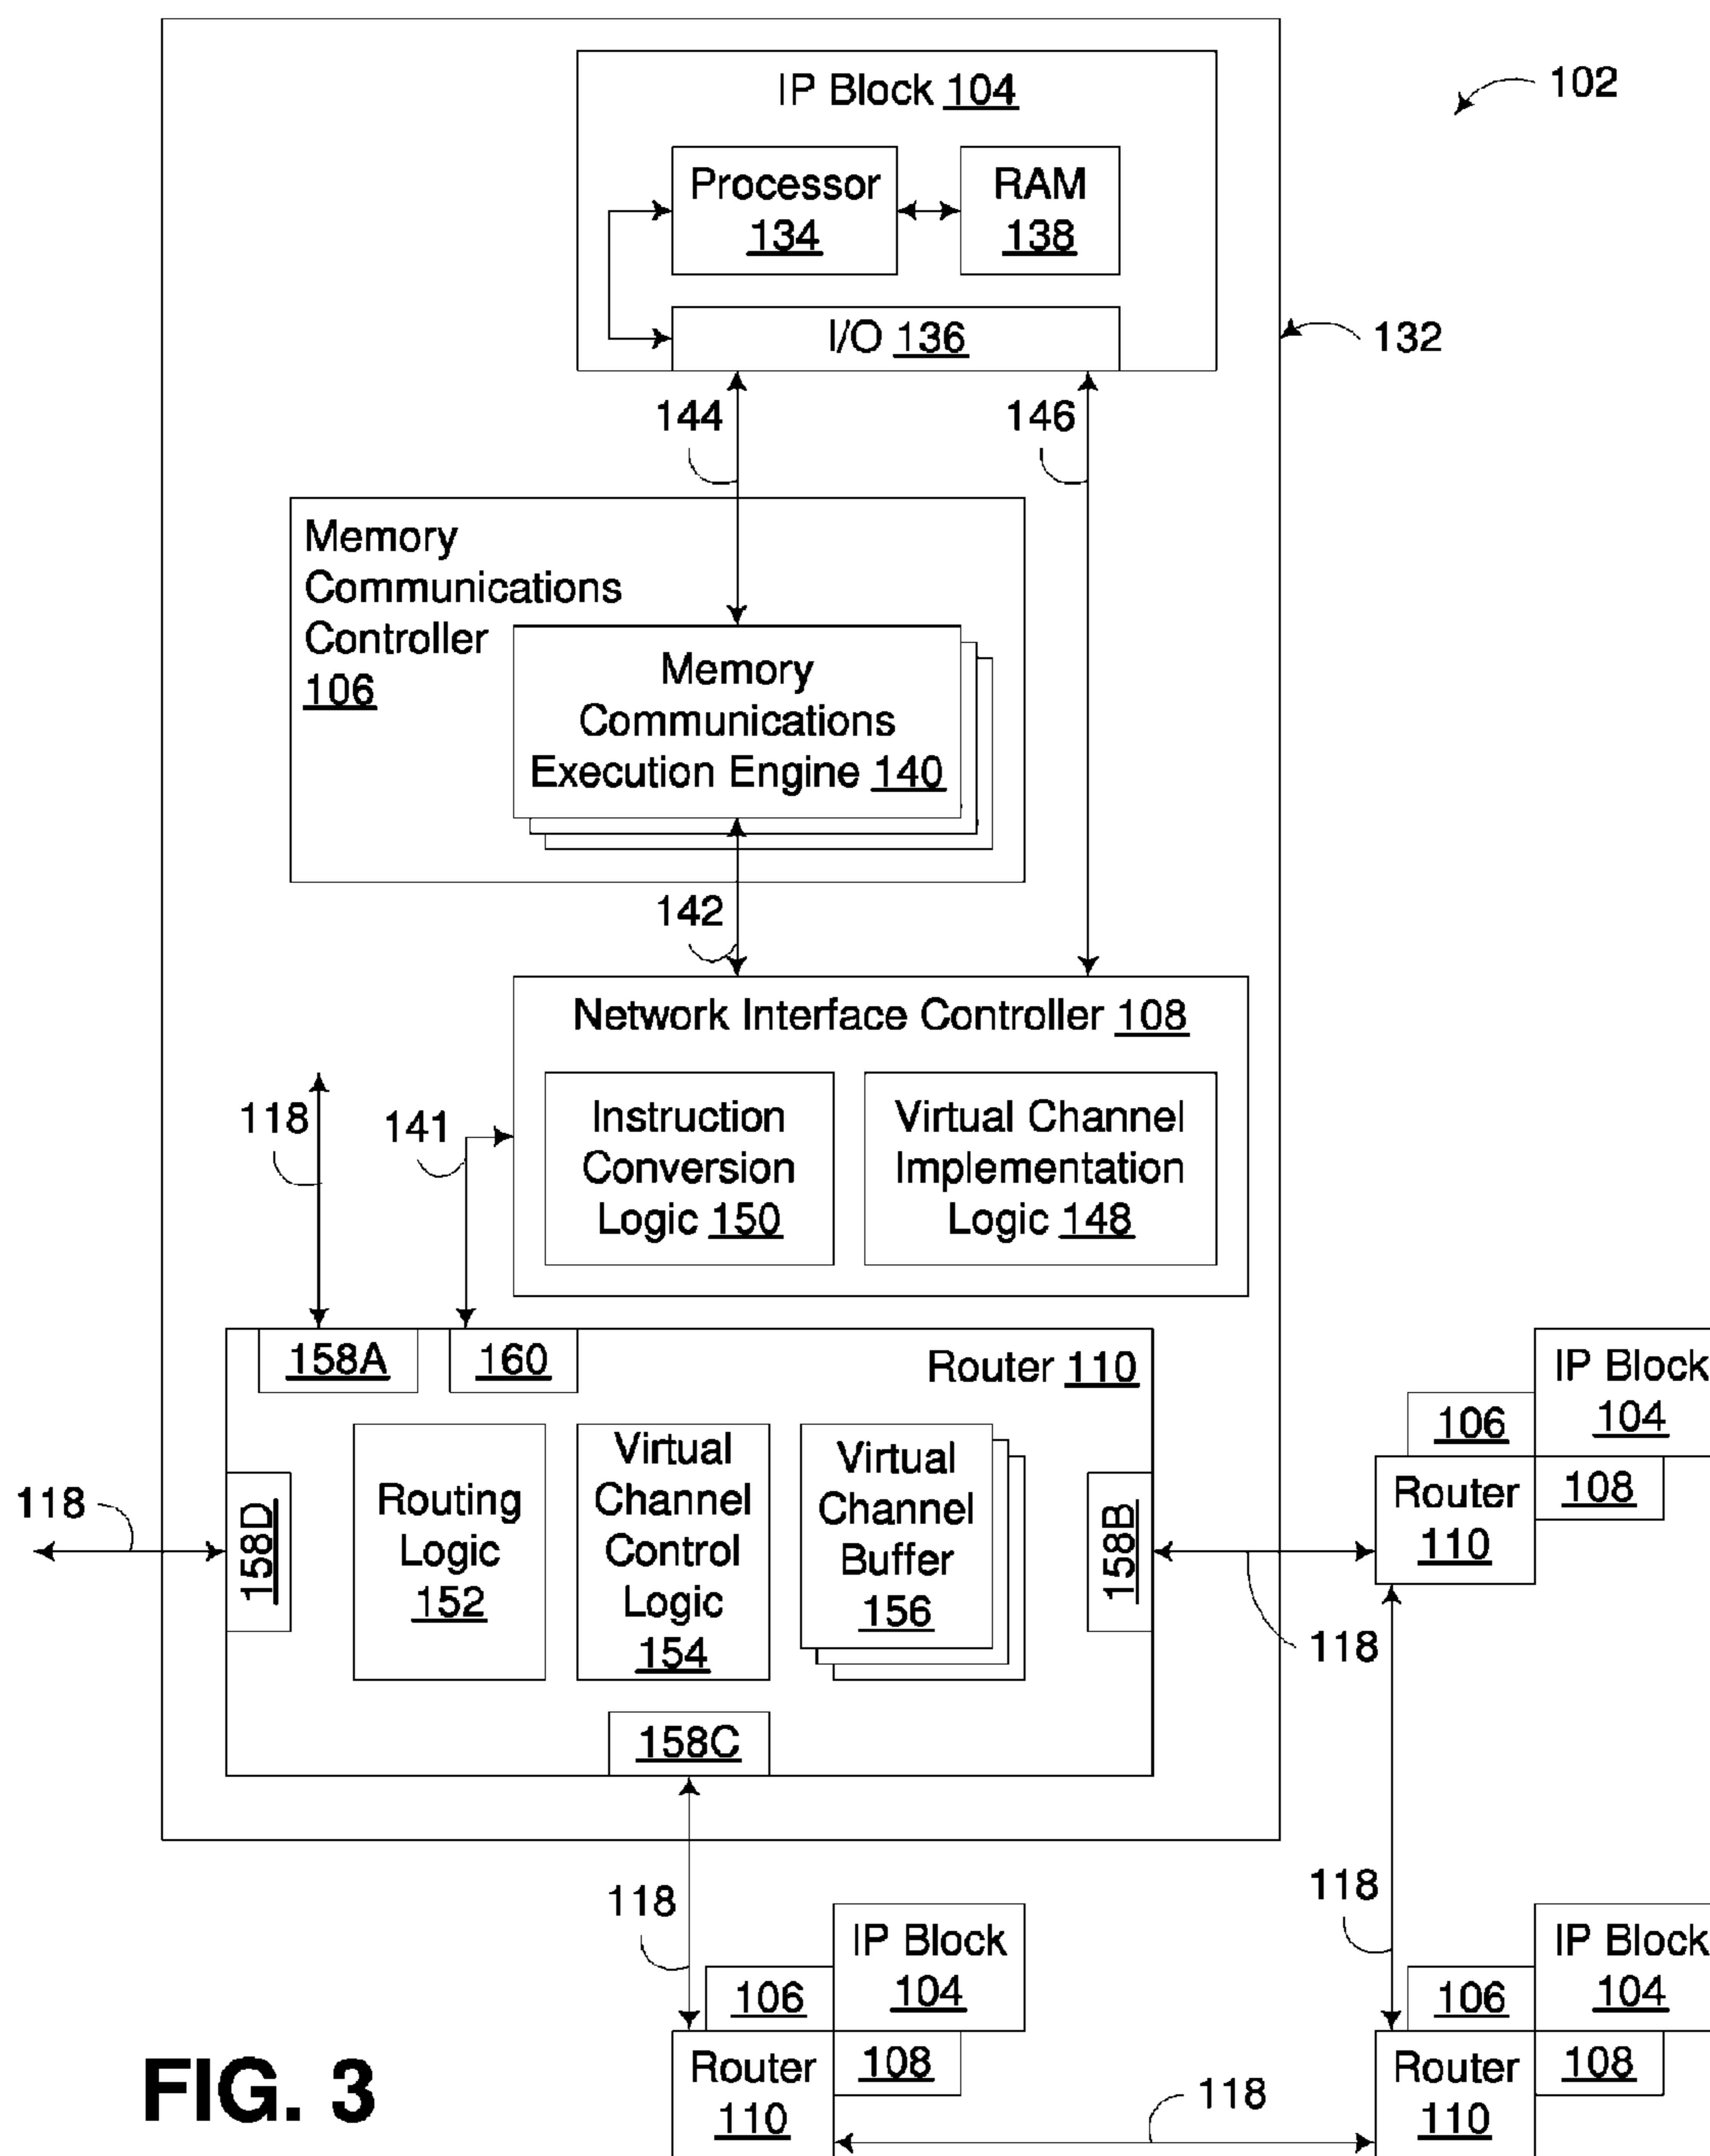 IP Block 104
102
Processor
134
RAM
138
I/O 136
132
144
146
Memory
Communications
Controller
106
Memory
Communications
Execution Engine 140
142
Network Interface Controller 108
118
141
Instruction
Conversion
Logic 150
Virtual Channel
Implementation
Logic 148
158A
160
Router 110
IP Block
104
106
Router
110
108
118
158D
Routing
Logic
152
Virtual
Channel
Control
Logic
154
Virtual
Channel
Buffer
156
158B
118
158C
118
118
IP Block
104
106
Router
110
108
IP Block
104
106
Router
110
108
118
FIG. 3